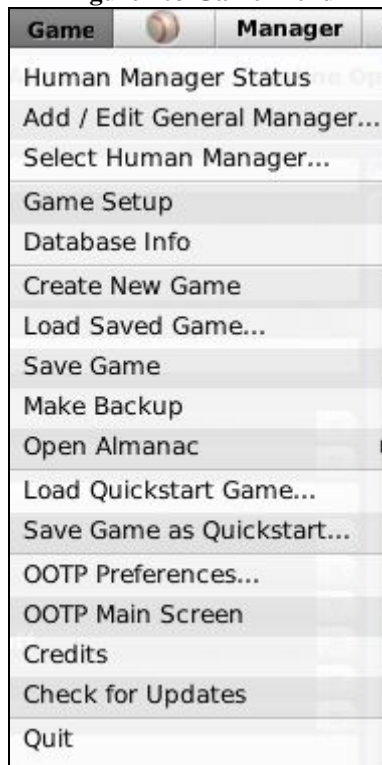 Game Manager
Human Manager Status
Add / Edit General Manager...
Select Human Manager...
Game Setup
Database Info
Create New Game
Load Saved Game...
Save Game
Make Backup
Open Almanac
Load Quickstart Game...
Save Game as Quickstart...
OOTP Preferences...
OOTP Main Screen
Credits
Check for Updates
Quit